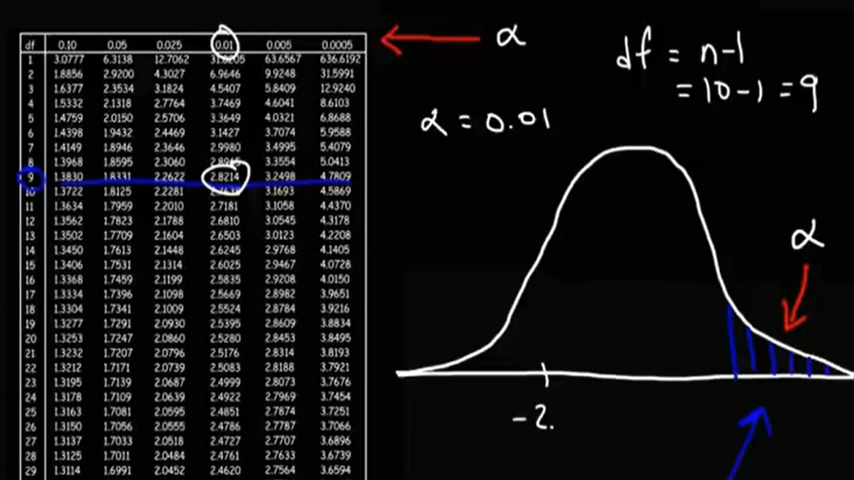 df 0.10 0.05 0.025 0.01 0.005 0.0005
1 3.0777 6.3138 12.7062 63.6567 636.6192
2 1.8856 2.9200 4.3027 6.9646 9.9248 31.5991
3 1.6377 2.3534 3.1824 4.5407 5.8409 12.9240
4 1.5332 2.1318 2.7764 3.7469 4.6041 8.6103
5 1.4759 2.0150 2.5706 3.3649 4.0321 6.8688
6 1.4398 1.9432 2.4469 3.1427 3.7074 5.9588
7 1.4149 1.8946 2.3646 2.9980 3.4995 5.4079
8 1.3968 1.8595 2.3060 3.3554 5.0413
9 1.3830 1.8331 2.2622 2.8214 3.2498 4.7809
10 1.3722 1.8125 2.2281 3.1693 4.5869
11 1.3634 1.7959 2.2010 2.7181 3.1058 4.4370
12 1.3562 1.7823 2.1788 2.6810 3.0545 4.3178
13 1.3502 1.7709 2.1604 2.6503 3.0123 4.2208
14 1.3450 1.7613 2.1448 2.6245 2.9768 4.1405
15 1.3406 1.7531 2.1314 2.6025 2.9467 4.0728
16 1.3368 1.7459 2.1199 2.5835 2.9208 4.0150
17 1.3334 1.7396 2.1098 2.5669 2.8982 3.9651
18 1.3304 1.7341 2.1009 2.5524 2.8784 3.9216
19 1.3277 1.7291 2.0930 2.5395 2.8609 3.8834
20 1.3253 1.7247 2.0860 2.5280 2.8453 3.8495
21 1.3232 1.7207 2.0796 2.5176 2.8314 3.8193
22 1.3212 1.7171 2.0739 2.5083 2.8188 3.7921
23 1.3195 1.7139 2.0687 2.4999 2.8073 3.7676
24 1.3178 1.7109 2.0639 2.4922 2.7969 3.7454
25 1.3163 1.7081 2.0595 2.4851 2.7874 3.7251
26 1.3150 1.7056 2.0555 2.4786 2.7787 3.7066
27 1.3137 1.7033 2.0518 2.4727 2.7707 3.6896
28 1.3125 1.7011 2.0484 2.4761 2.7633 3.6739
29 1.3114 1.6991 2.0452 2.4620 2.7564 3.6594
α
df = n-1
= 10-1 = 9
α = 0.01
α
-2.